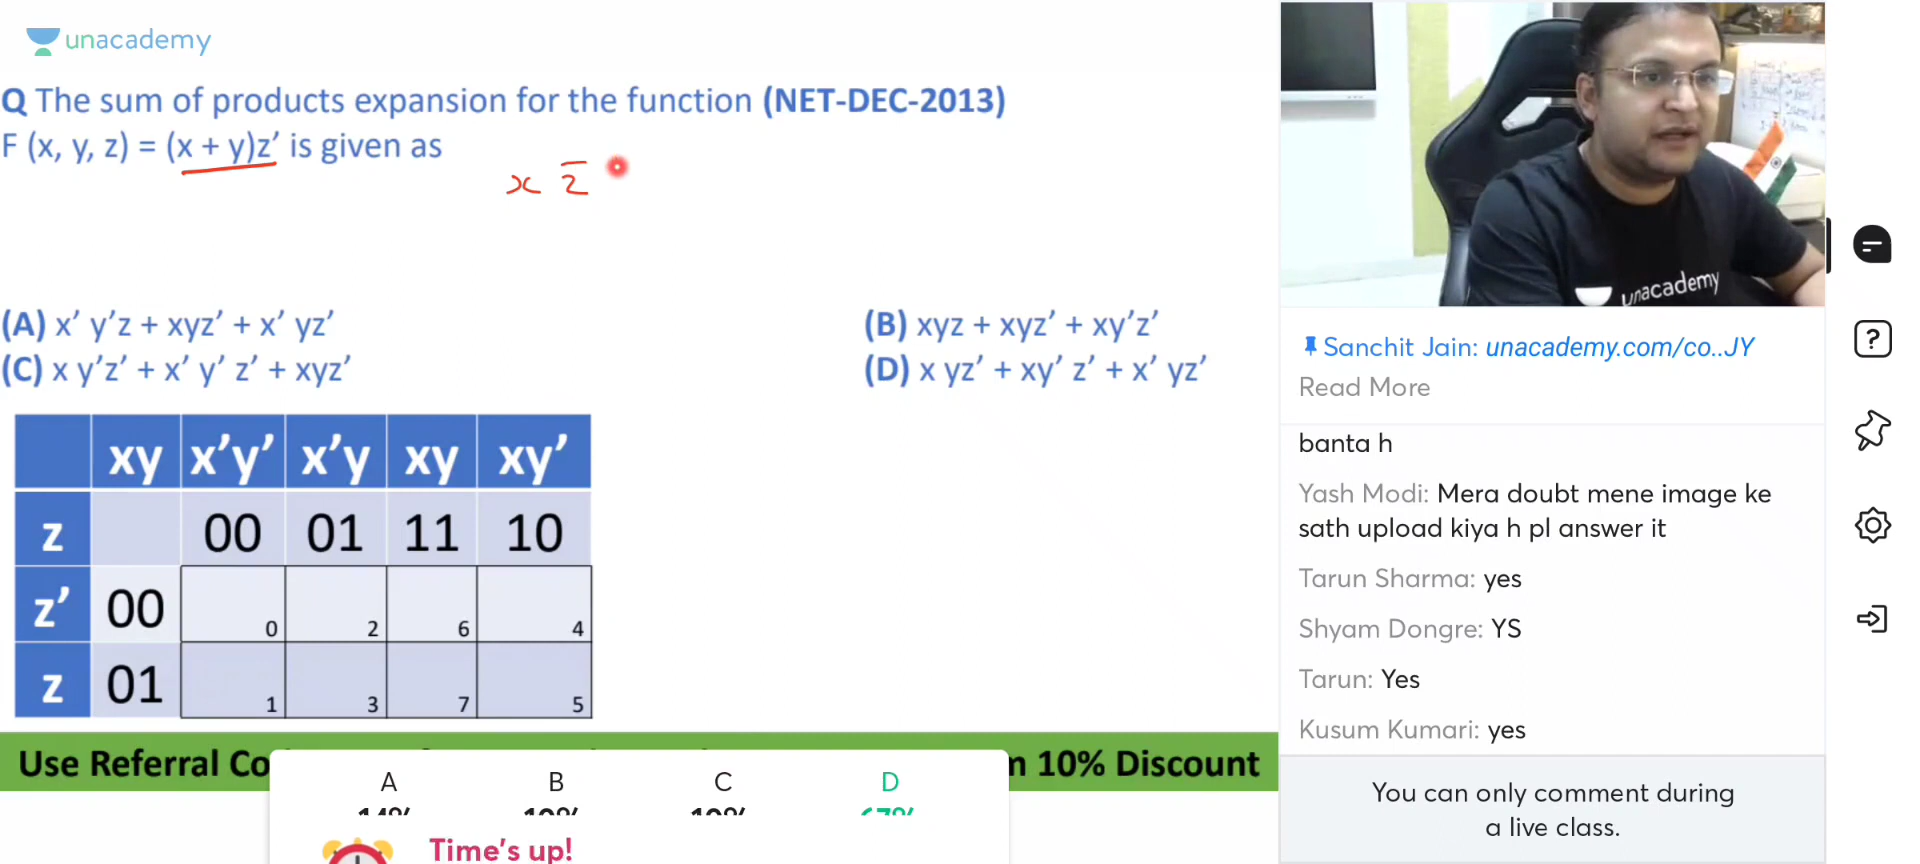 unacademy
Q The sum of products expansion for the function (NET-DEC-2013)
F (x, y, z) = (x + y)z′ is given as
x z̅
(A) x′ y′z + xyz′ + x′ yz′
(B) xyz + xyz′ + xy′z′
(C) x y′z′ + x′ y′ z′ + xyz′
(D) x yz′ + xy′ z′ + x′ yz′
xy x′y′ x′y xy xy′
z 00 01 11 10
z′ 00 0 2 6 4
z 01 1 3 7 5
Use Referral 10% Discount
A B C D
Time's up!
unacademy
Sanchit Jain: unacademy.com/co..JY
Read More
banta h
Yash Modi: Mera doubt mene image ke
sath upload kiya h pl answer it
Tarun Sharma: yes
Shyam Dongre: YS
Tarun: Yes
Kusum Kumari: yes
You can only comment during
a live class.
?